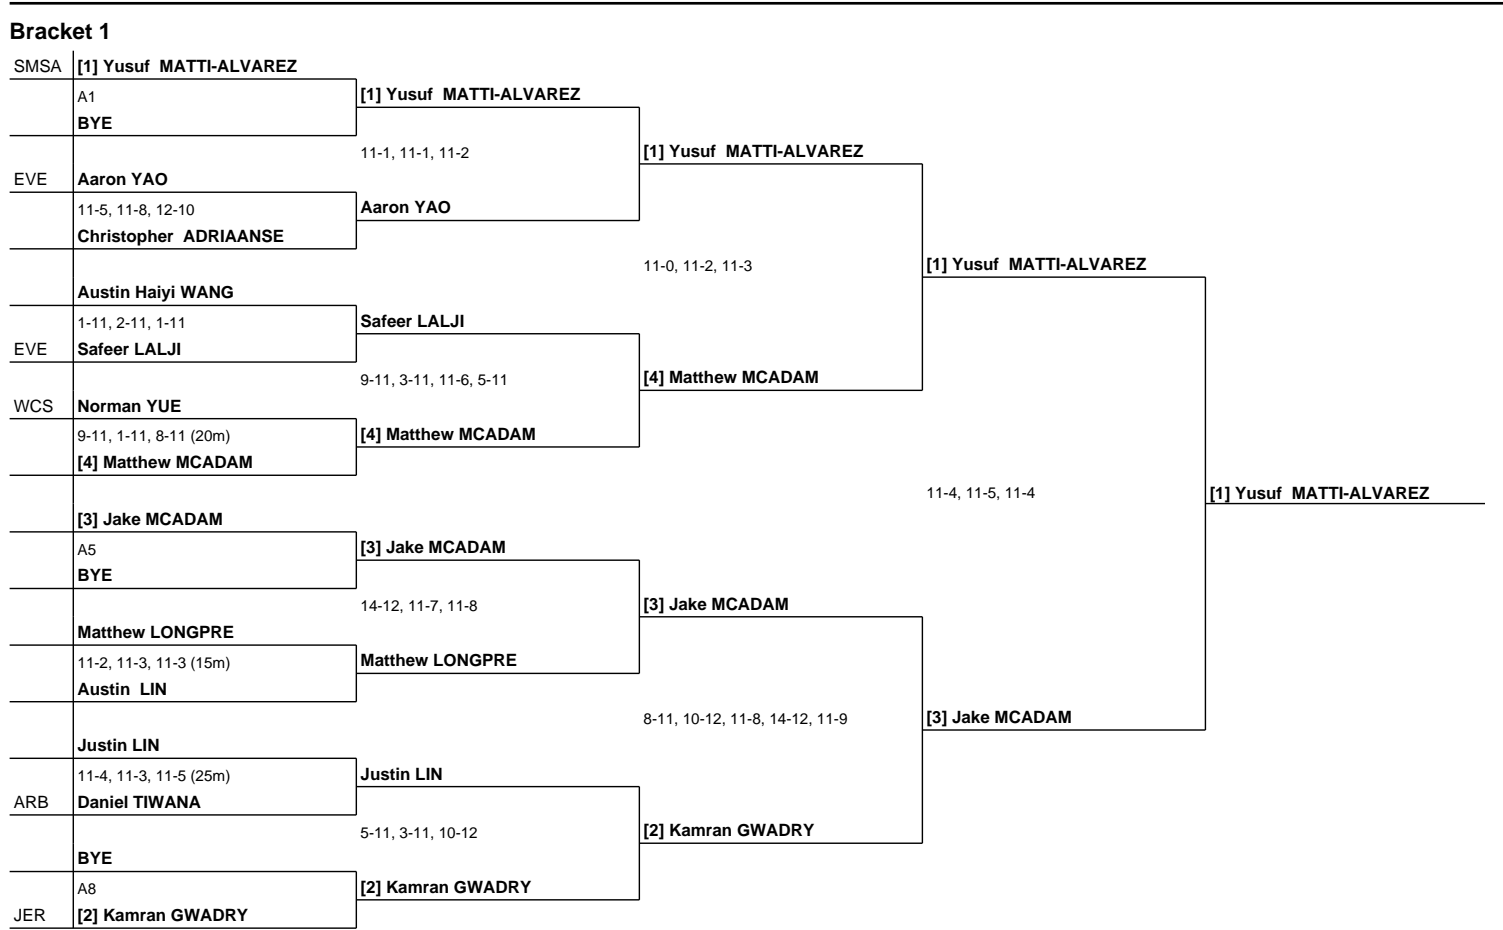 Bracket 1
SMSA [1] Yusuf MATTI-ALVAREZ
[1] Yusuf MATTI-ALVAREZ
A1
BYE
11-1, 11-1, 11-2
[1] Yusuf MATTI-ALVAREZ
EVE Aaron YAO
Aaron YAO
11-5, 11-8, 12-10
Christopher ADRIAANSE
11-0, 11-2, 11-3
[1] Yusuf MATTI-ALVAREZ
Austin Haiyi WANG
1-11, 2-11, 1-11
Safeer LALJI
EVE Safeer LALJI
9-11, 3-11, 11-6, 5-11
[4] Matthew MCADAM
WCS Norman YUE
9-11, 1-11, 8-11 (20m)
[4] Matthew MCADAM
[4] Matthew MCADAM
11-4, 11-5, 11-4
[1] Yusuf MATTI-ALVAREZ
[3] Jake MCADAM
A5
[3] Jake MCADAM
BYE
14-12, 11-7, 11-8
[3] Jake MCADAM
Matthew LONGPRE
11-2, 11-3, 11-3 (15m)
Matthew LONGPRE
Austin LIN
8-11, 10-12, 11-8, 14-12, 11-9
[3] Jake MCADAM
Justin LIN
11-4, 11-3, 11-5 (25m)
Justin LIN
ARB Daniel TIWANA
5-11, 3-11, 10-12
[2] Kamran GWADRY
BYE
A8
[2] Kamran GWADRY
JER [2] Kamran GWADRY